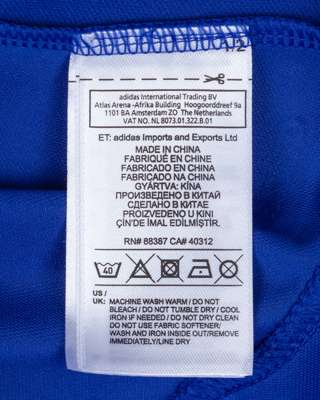 1/2
adidas International Trading BV
Atlas Arena -Afrika Building Hoogoorddreef 9a
1101 BA Amsterdam ZO The Netherlands
VAT NO. NL8073.01.322.B.01
ET: adidas Imports and Exports Ltd
MADE IN CHINA
FABRIQUÉ EN CHINE
FABRICADO EN CHINA
FABRICADO NA CHINA
GYÁRTVA: KÍNA
ПРОИЗВЕДЕНО В КИТАЕ
СДЕЛАНО В КИТАЕ
PROIZVEDENO U KINI
ÇİN'DE İMAL EDİLMİŞTİR.
RN# 88387 CA# 40312
40
US /
UK: MACHINE WASH WARM / DO NOT
BLEACH / DO NOT TUMBLE DRY / COOL
IRON IF NEEDED / DO NOT DRY CLEAN
/ DO NOT USE FABRIC SOFTENER/
WASH AND IRON INSIDE OUT/REMOVE
IMMEDIATELY/LINE DRY